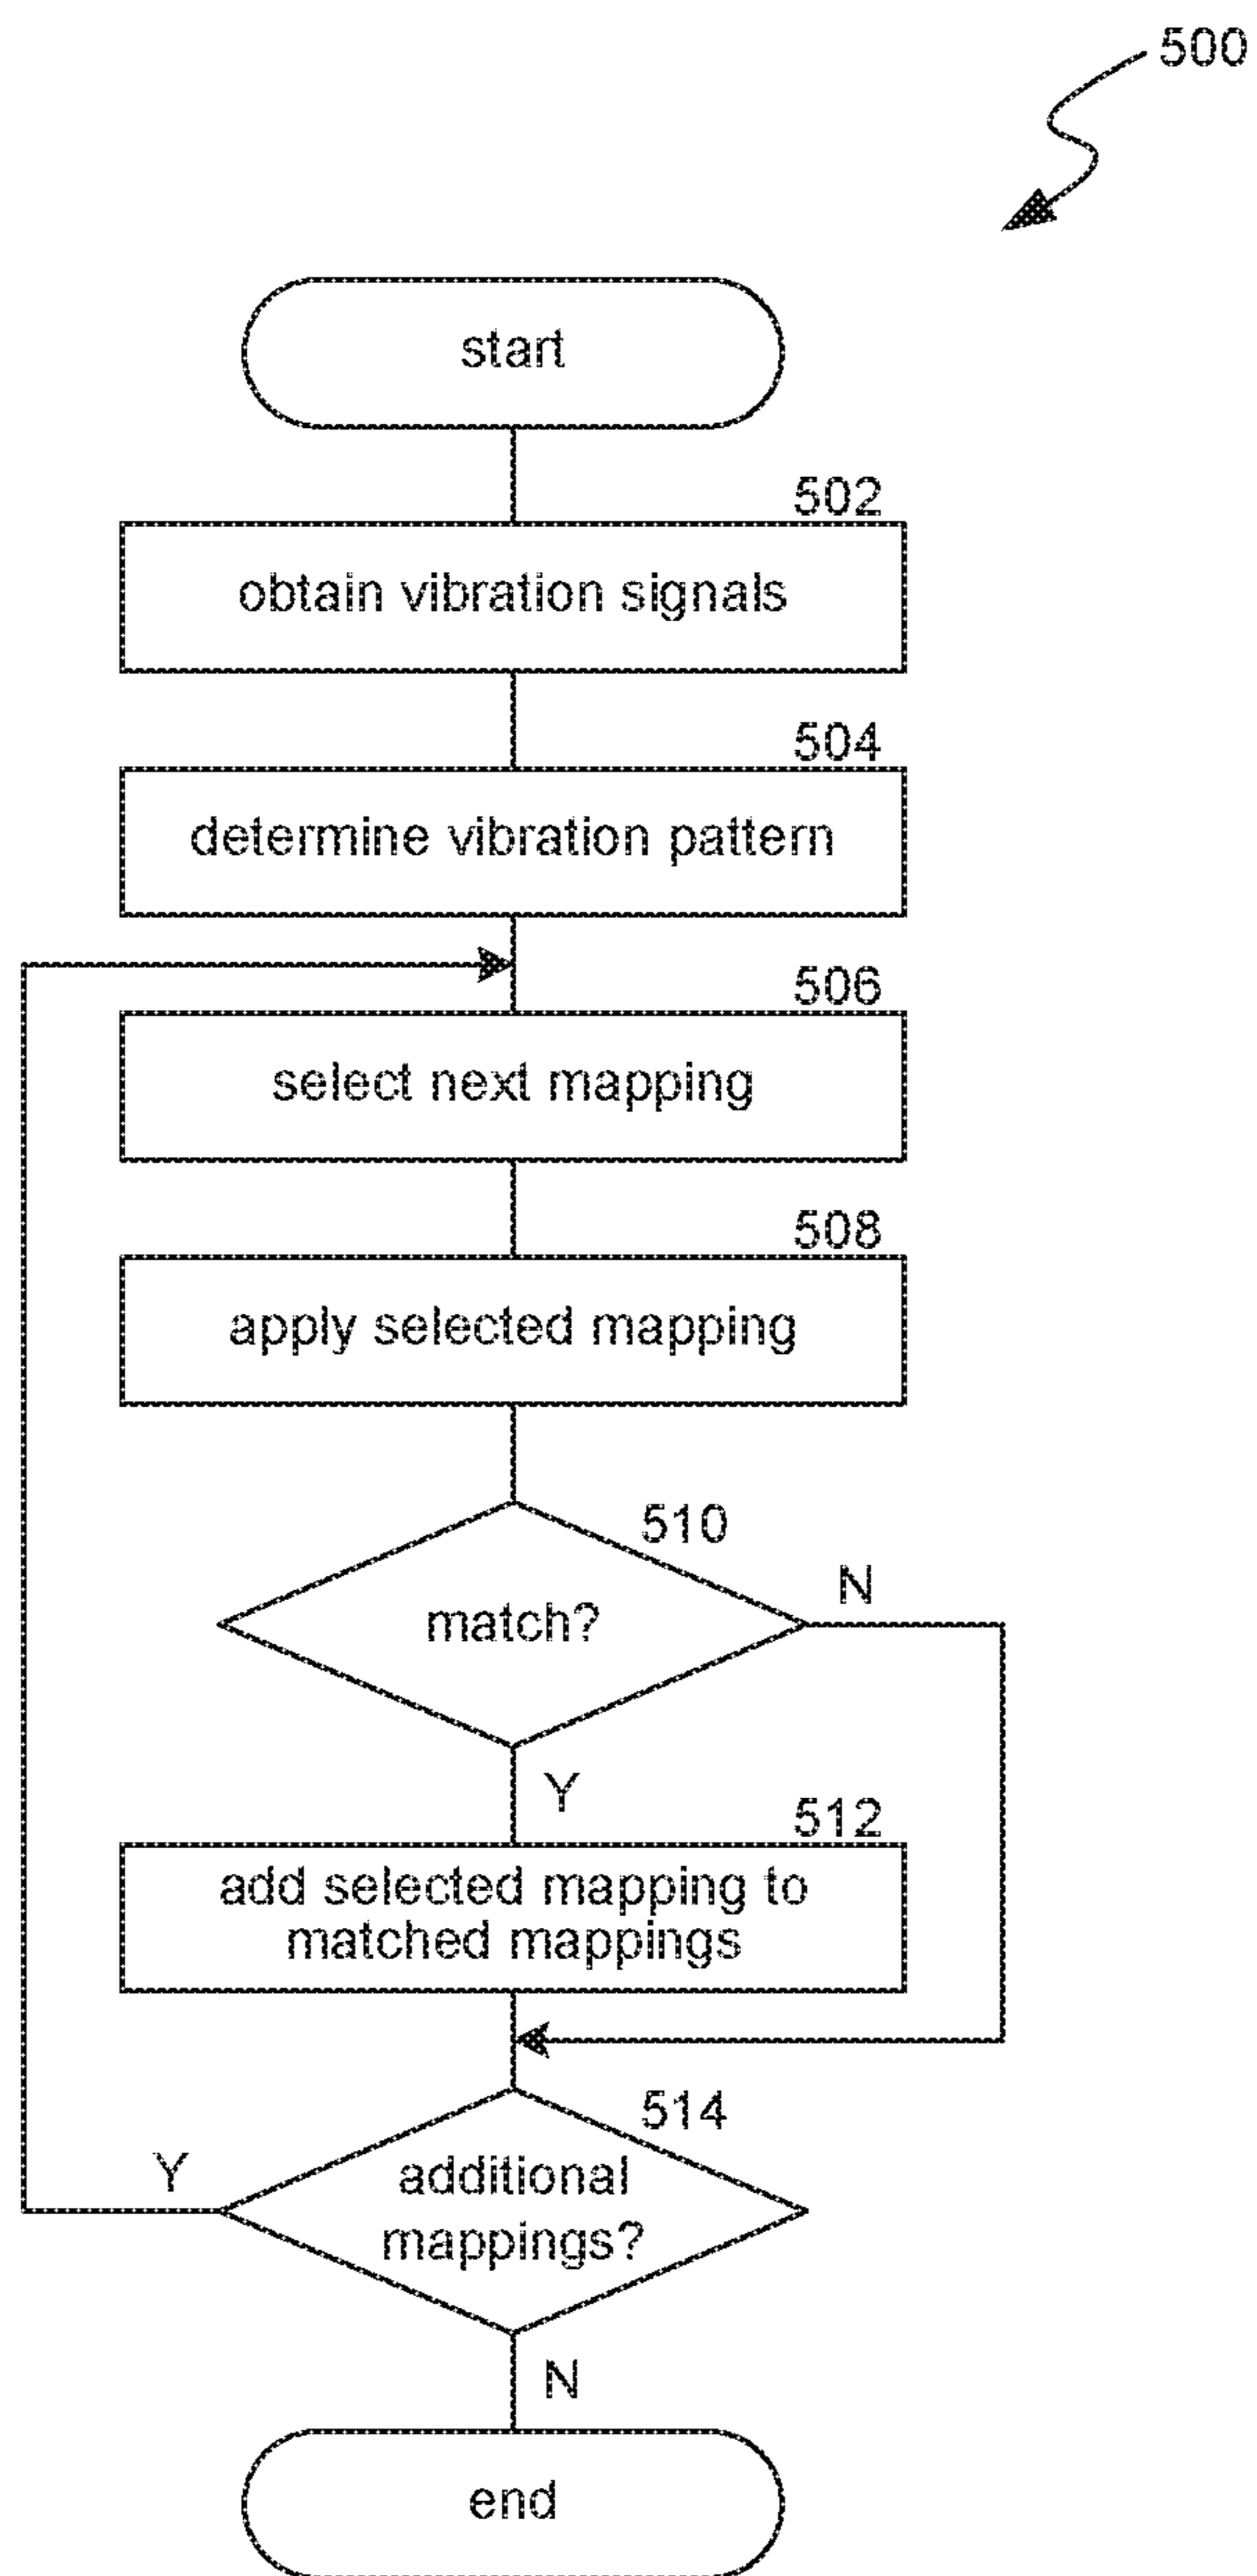 500
start
502
obtain vibration signals
504
determine vibration pattern
506
select next mapping
508
apply selected mapping
510
match?
N
Y
512
add selected mapping to
matched mappings
514
Y
additional
mappings?
N
end